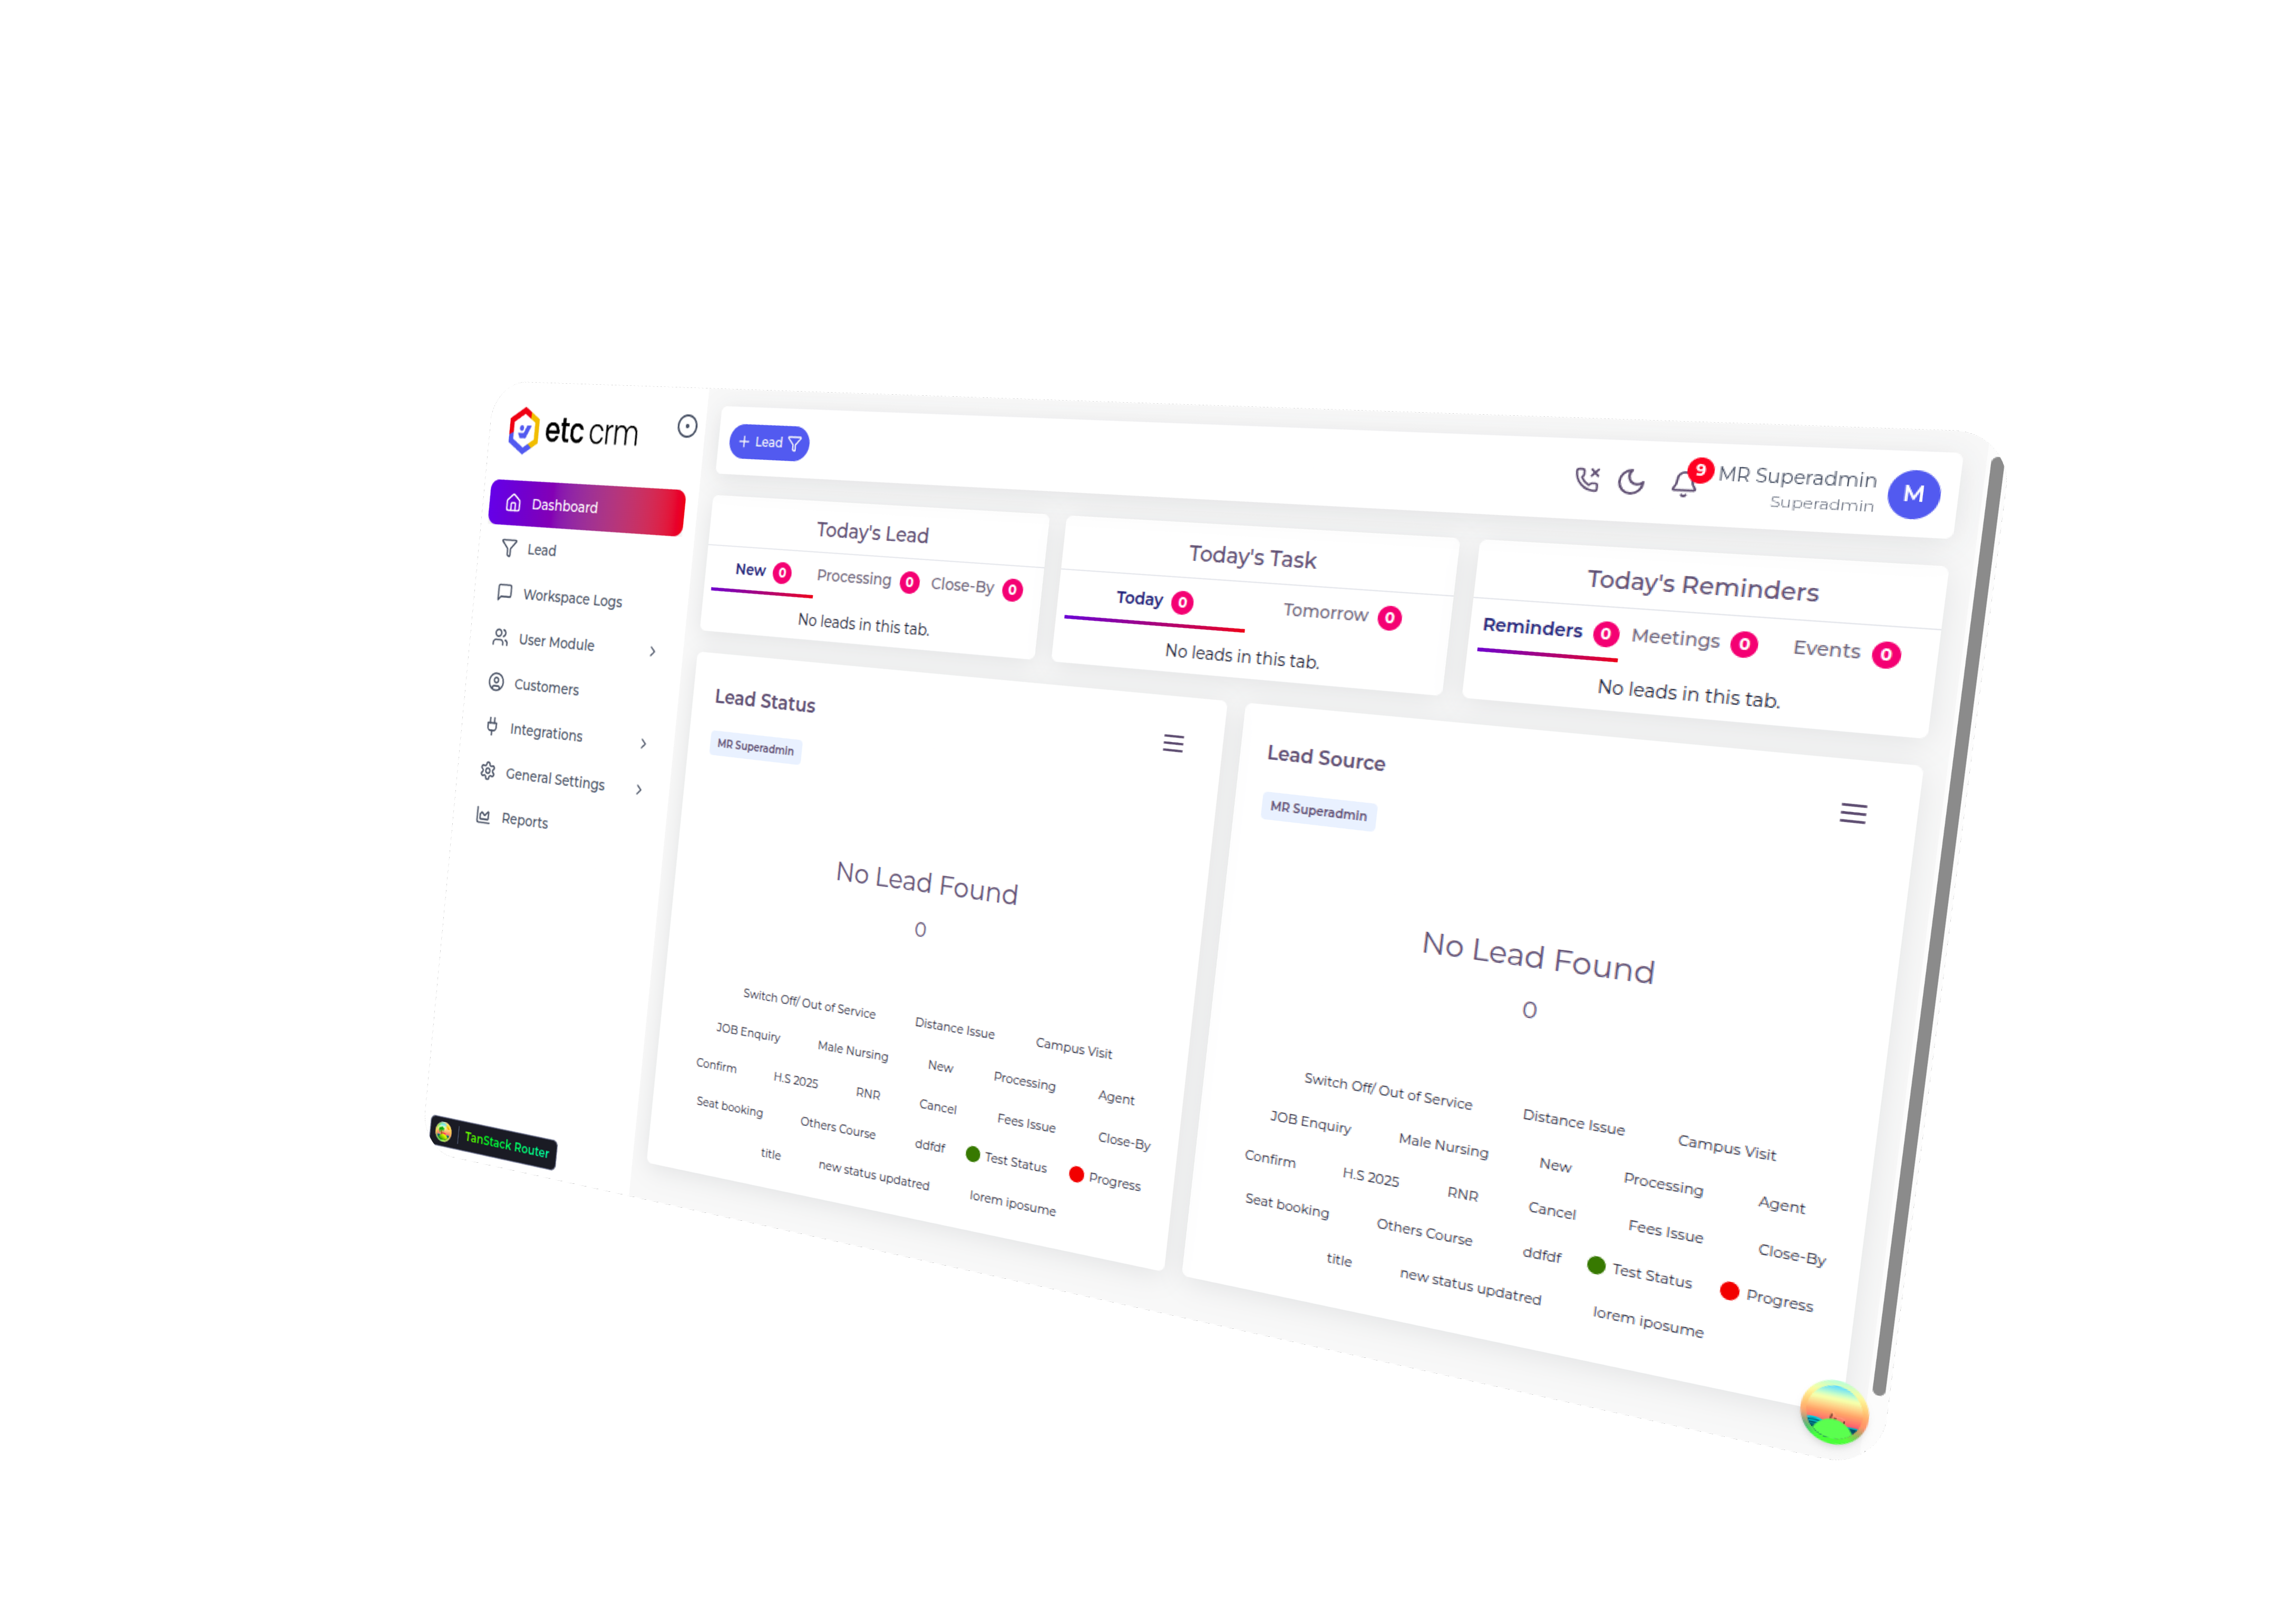 etc crm
Dashboard
Lead
Workspace Logs
User Module
Customers
Integrations
General Settings
Reports
TanStack Router
+ Lead
9
MR Superadmin
Superadmin
M
Today's Lead
New 0 Processing 0 Close-By 0
No leads in this tab.
Today's Task
Today 0 Tomorrow 0
No leads in this tab.
Today's Reminders
Reminders 0 Meetings 0 Events 0
No leads in this tab.
Lead Status
MR Superadmin
No Lead Found
0
Switch Off/ Out of Service Distance Issue Campus Visit
JOB Enquiry Male Nursing New Processing Agent
Confirm H.S 2025 RNR Cancel Fees Issue Close-By
Seat booking Others Course ddfdf Test Status Progress
title new status updatred lorem iposume
Lead Source
MR Superadmin
No Lead Found
0
Switch Off/ Out of Service Distance Issue Campus Visit
JOB Enquiry Male Nursing New Processing Agent
Confirm H.S 2025 RNR Cancel Fees Issue Close-By
Seat booking Others Course ddfdf Test Status Progress
title new status updatred lorem iposume